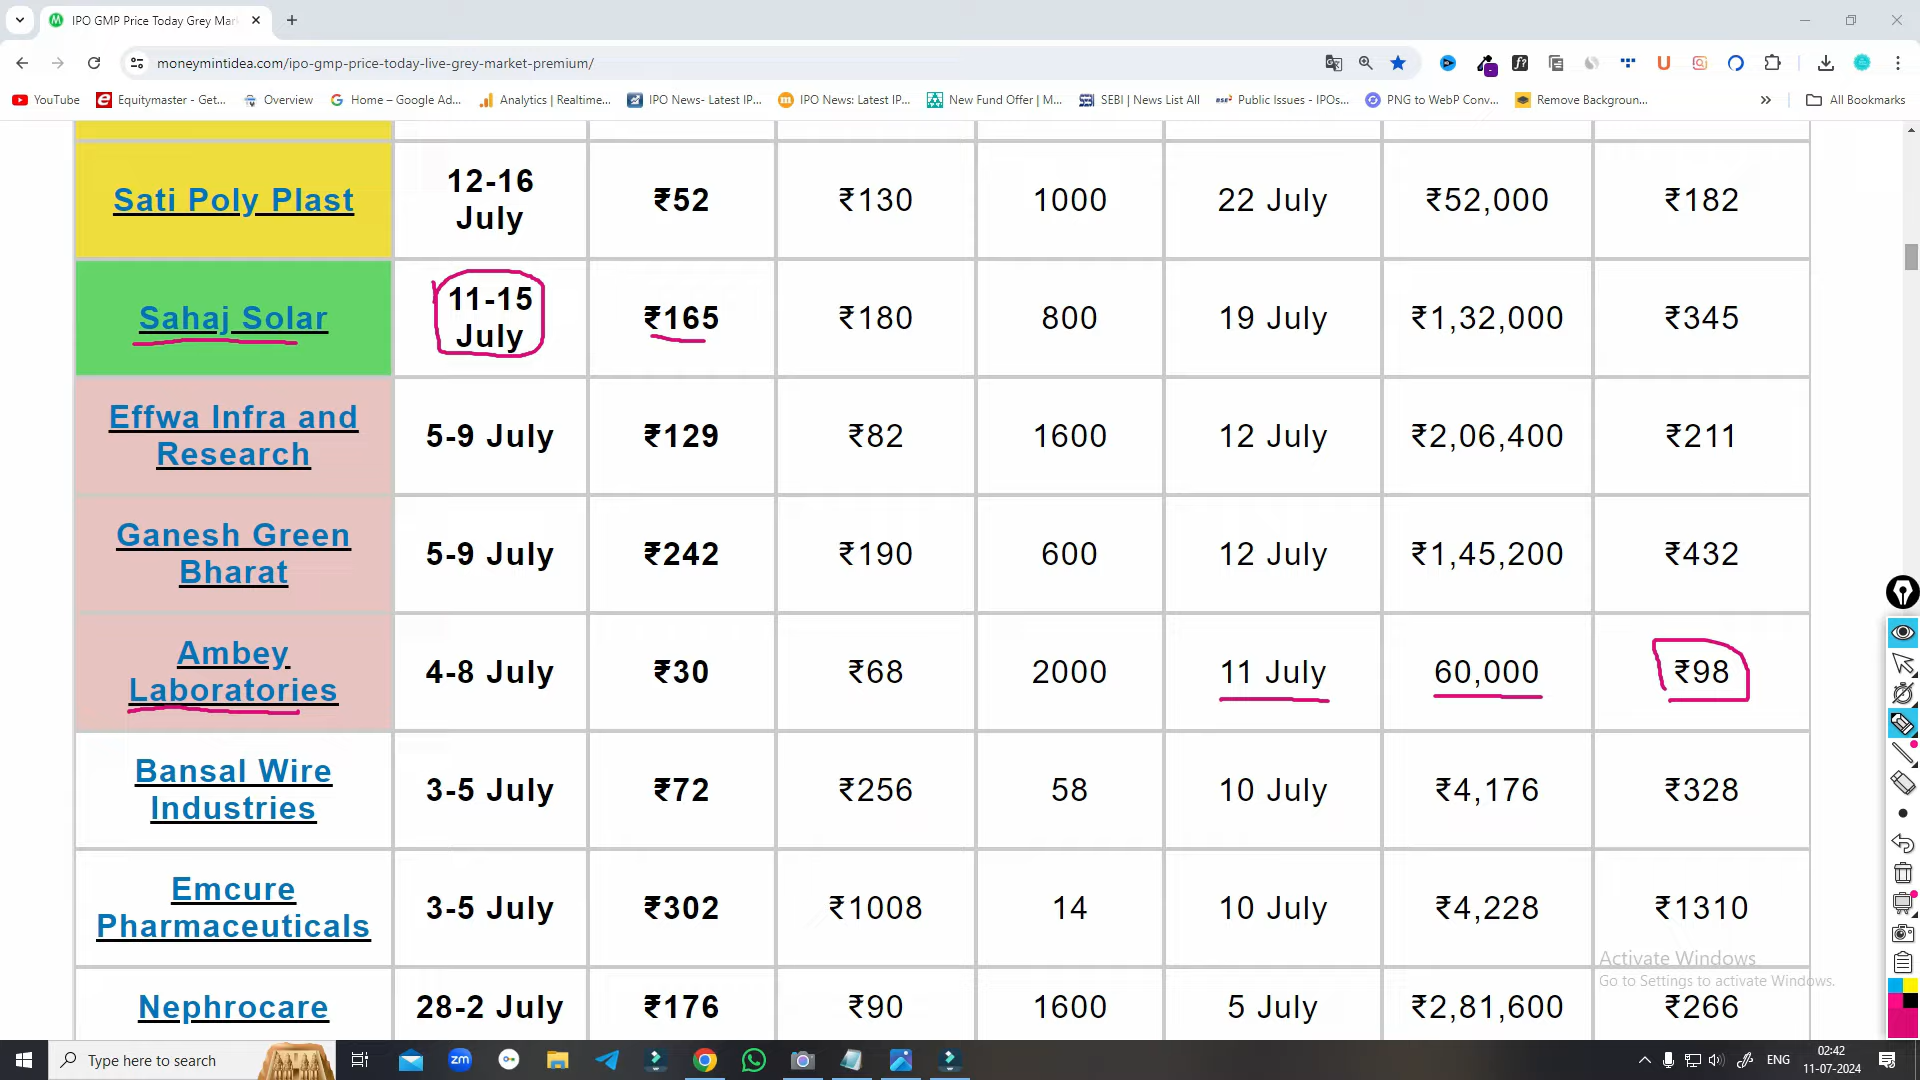 IPO GMP Price Today Grey Mar
moneymintidea.com/ipo-gmp-price-today-live-grey-market-premium/
YouTube
Equitymaster - Get...
Overview
Home – Google Ad...
Analytics | Realtime...
IPO News- Latest IP...
IPO News: Latest IP...
New Fund Offer | M...
SEBI | News List All
Public Issues - IPOs...
PNG to WebP Conv...
Remove Backgroun...
» All Bookmarks
Sati Poly Plast 12-16 July ₹52 ₹130 1000 22 July ₹52,000 ₹182
Sahaj Solar 11-15 July ₹165 ₹180 800 19 July ₹1,32,000 ₹345
Effwa Infra and Research 5-9 July ₹129 ₹82 1600 12 July ₹2,06,400 ₹211
Ganesh Green Bharat 5-9 July ₹242 ₹190 600 12 July ₹1,45,200 ₹432
Ambey Laboratories 4-8 July ₹30 ₹68 2000 11 July 60,000 ₹98
Bansal Wire Industries 3-5 July ₹72 ₹256 58 10 July ₹4,176 ₹328
Emcure Pharmaceuticals 3-5 July ₹302 ₹1008 14 10 July ₹4,228 ₹1310
Nephrocare 28-2 July ₹176 ₹90 1600 5 July ₹2,81,600 ₹266
Activate Windows
Go to Settings to activate Windows.
Type here to search
zm
ENG
02:42
11-07-2024